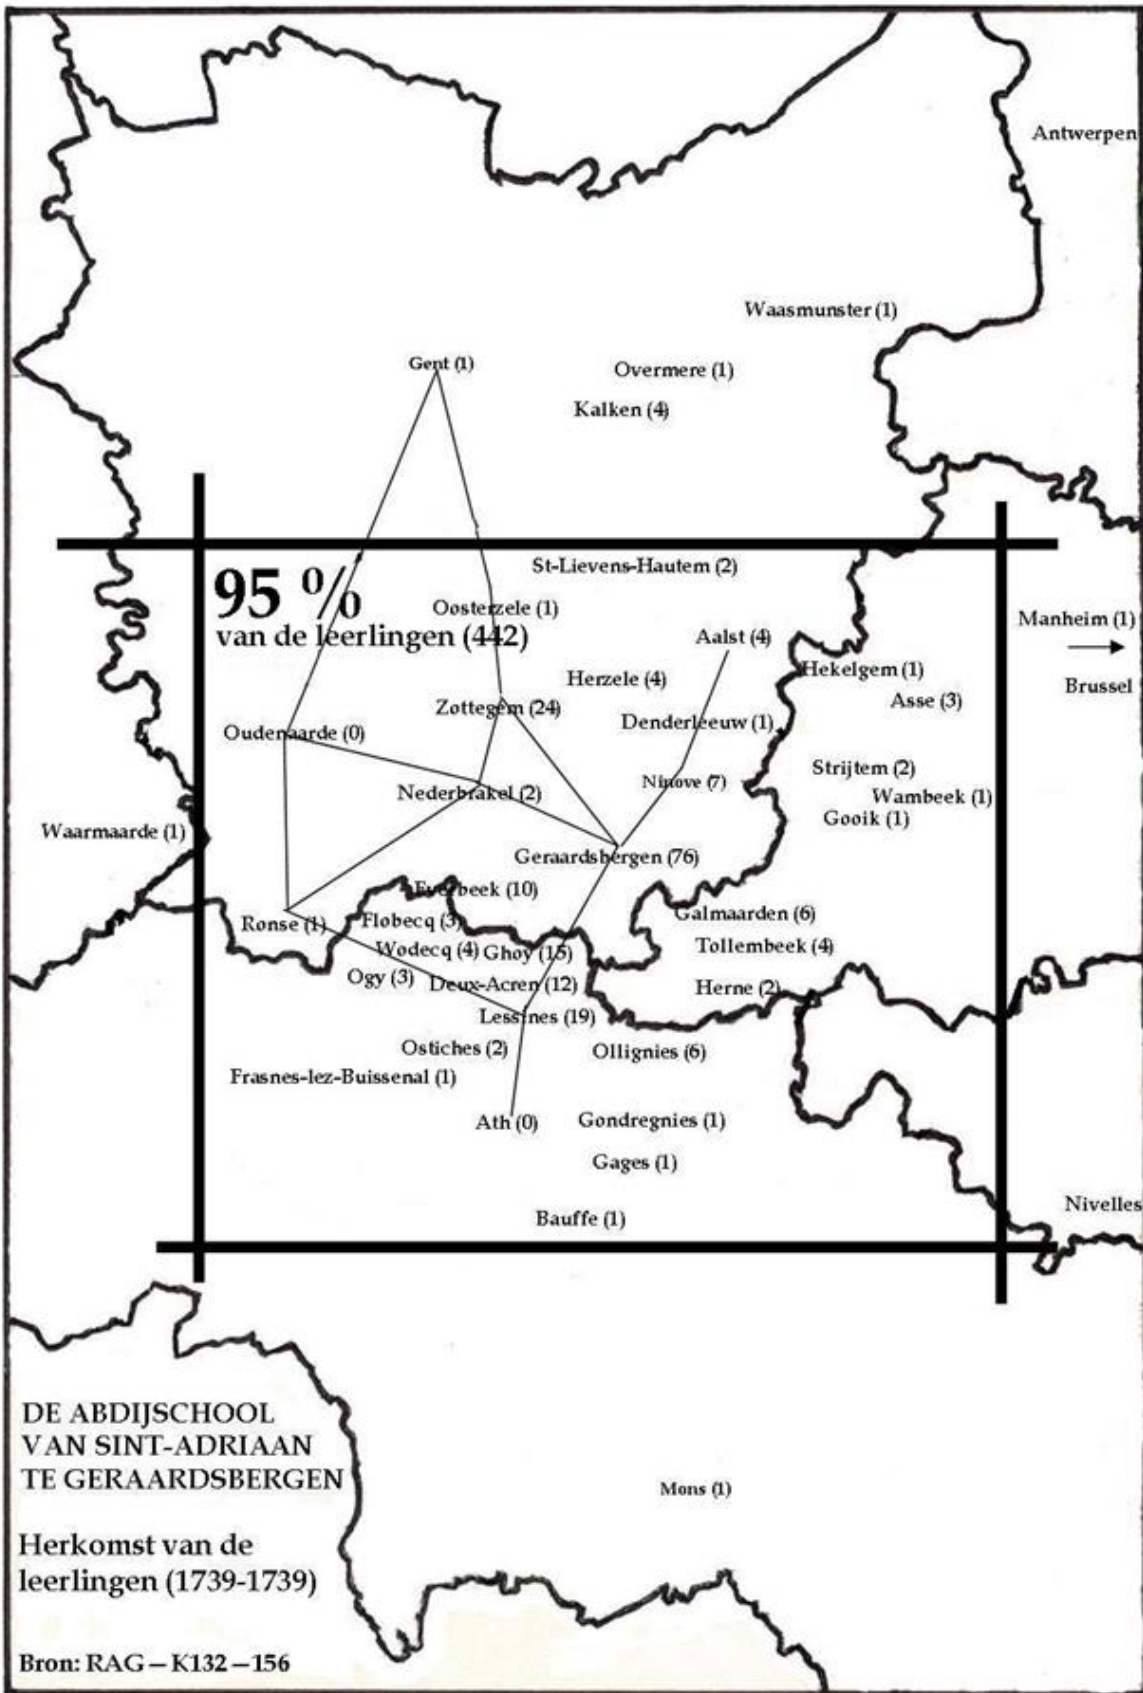 Antwerpen
Waasmunster (1)
Gent (1)
Overmere (1)
Kalken (4)
95 %
van de leerlingen (442)
St-Lievens-Hautem (2)
Oosterzele (1)
Manheim (1)
Aalst (4)
Hekelgem (1)
Herzele (4)
Brussel
Asse (3)
Zottegem (24)
Denderleeuw (1)
Oudenaarde (0)
Strijtem (2)
Ninove (7)
Nederbrakel (2)
Wambeek (1)
Gooik (1)
Waarmaarde (1)
Geraardsbergen (76)
Everbeek (10)
Galmaarden (6)
Ronse (1)
Flobecq (3)
Tollembeek (4)
Wodecq (4)
Ghoy (15)
Ogy (3)
Deux-Acren (12)
Herne (2)
Lessines (19)
Ostiches (2)
Ollignies (6)
Frasnes-lez-Buissenal (1)
Ath (0)
Gondregnies (1)
Gages (1)
Nivelles
Bauffe (1)
DE ABDIJSCHOOL
VAN SINT-ADRIAAN
TE GERAARDSBERGEN
Mons (1)
Herkomst van de
leerlingen (1739-1739)
Bron: RAG – K132 – 156